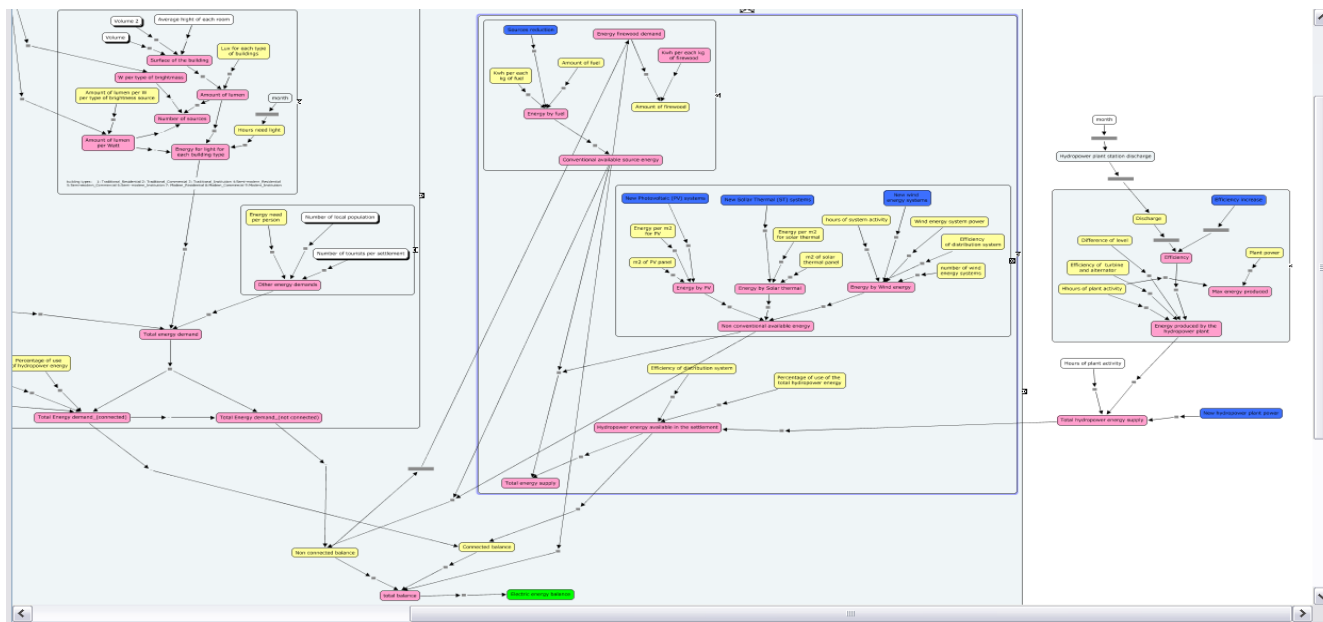 Volume 2
Average hight of each room
Volume
Lux for each type
of buildings
Surface of the building
W per type of brightness
Amount of lumen per W
per type of brightness source
Amount of lumen
month
Number of sources
Hours need light
Amount of lumen
per Watt
Energy for light for
each building type
Energy need
per person
Number of local population
Number of tourists per settlement
Other energy demands
Total energy demand
Percentage of use
of hydropower energy
Total Energy demand_(connected)
Total Energy demand_(not connected)
Sources reduction
Energy firewood demand
Kwh per each kg
of firewood
Amount of fuel
Kwh per each
kg of fuel
Amount of firewood
Energy by fuel
Conventional available source energy
New Photovoltaic (PV) systems
New Solar Thermal (ST) systems
New wind
energy systems
hours of sustem activity
Wind energy custem power
Energy per m2
for PV
Energy per m2
for solar thermal
Efficiency
of distribution system
m2 of PV panel
m2 of solar
thermal panel
number of wind
energy systems
Energy by PV
Energy by Solar thermal
Energy by Wind energy
Non conventional available energy
Efficiency of distribution system
Percentage of use of the
total hydropower energy
Hydropower energy available in the settlement
Total energy supply
Non connected balance
Connected balance
total balance
Electric energy balance
month
Hydropower plant station discharge
Discharge
Efficiency increase
Difference of level
Efficiency
Plant power
Efficiency of turbine
and alternator
Hhours of plant activity
Max energy produced
Energy produced by the
hydropower plant
Hours of plant activity
Total hydropower energy supply
New hydropower plant power